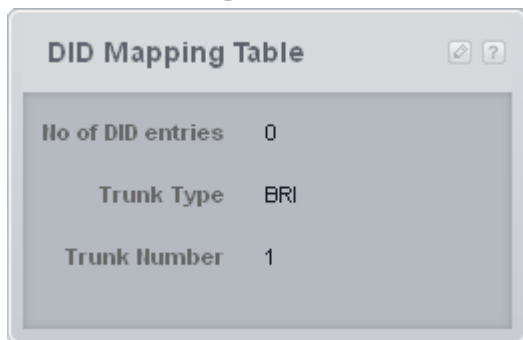 DID Mapping Table ?
No of DID entries 0
Trunk Type BRI
Trunk Number 1